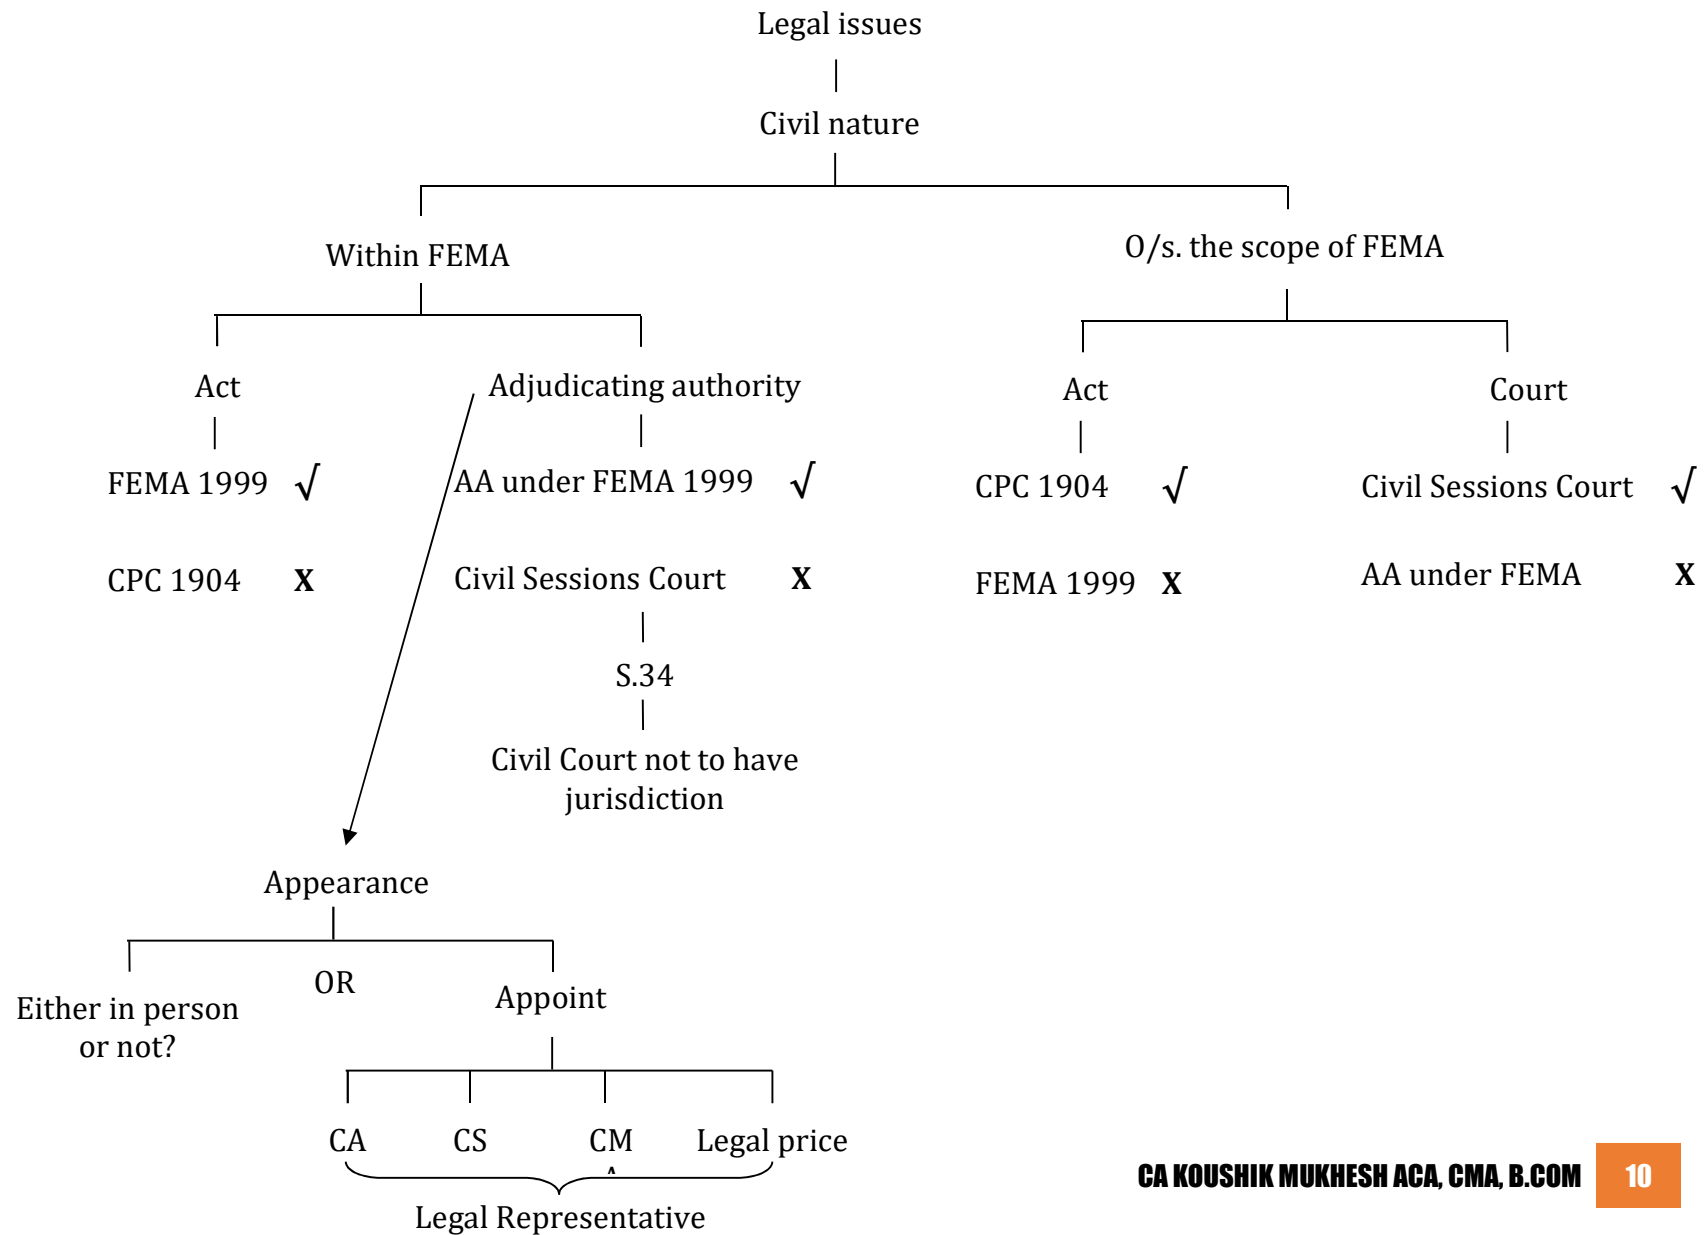 Legal issues
Civil nature
Within FEMA
O/s. the scope of FEMA
Act
Adjudicating authority
Act
Court
FEMA 1999 √
AA under FEMA 1999 √
CPC 1904 √
Civil Sessions Court √
CPC 1904 X
Civil Sessions Court X
FEMA 1999 X
AA under FEMA X
S.34
Civil Court not to have
jurisdiction
Appearance
Either in person
or not?
OR
Appoint
CA
CS
CM
A
Legal price
Legal Representative
CA KOUSHIK MUKHESH ACA, CMA, B.COM
10